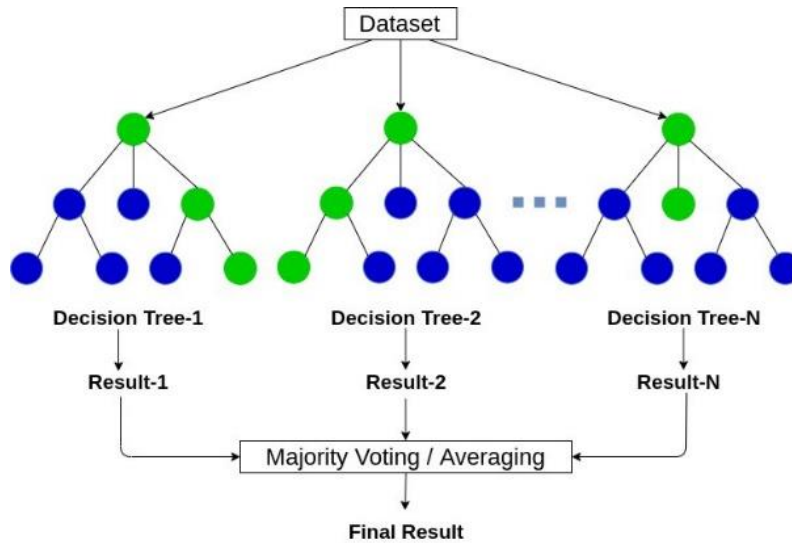 Dataset
Decision Tree-1
Decision Tree-2
Decision Tree-N
Result-1
Result-2
Result-N
Majority Voting / Averaging
Final Result